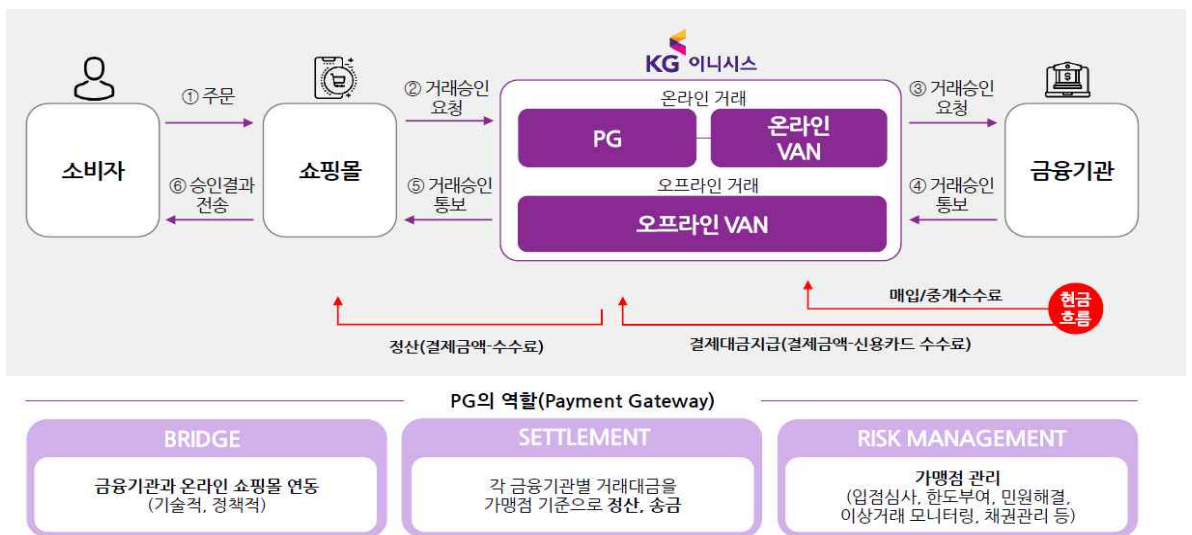 KG 이니시스
① 주문
② 거래승인
요청
온라인 거래
③ 거래승인
요청
PG
온라인
VAN
소비자
쇼핑몰
금융기관
⑥ 승인결과
전송
⑤ 거래승인
통보
오프라인 거래
④ 거래승인
통보
오프라인 VAN
매입/중개수수료
현금
흐름
정산(결제금액-수수료)
결제대금지급(결제금액-신용카드 수수료)
PG의 역할(Payment Gateway)
BRIDGE
금융기관과 온라인 쇼핑몰 연동
(기술적, 정책적)
SETTLEMENT
각 금융기관별 거래대금을
가맹점 기준으로 정산, 송금
RISK MANAGEMENT
가맹점 관리
(입점심사, 한도부여, 민원해결,
이상거래 모니터링, 채권관리 등)